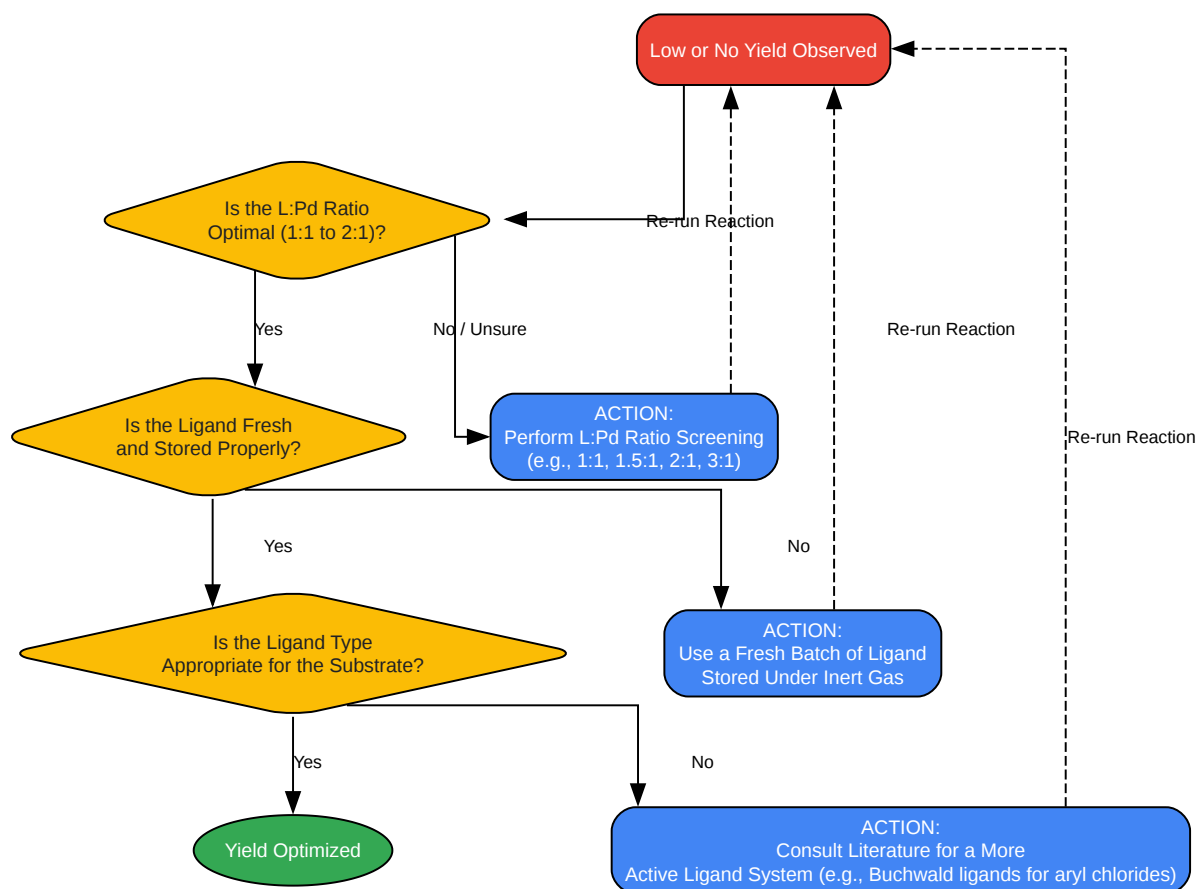 Low or No Yield Observed
Is the L:Pd Ratio
Optimal (1:1 to 2:1)?
Re-run Reaction
Yes
No / Unsure
Re-run Reaction
ACTION:
Perform L:Pd Ratio Screening
(e.g., 1:1, 1.5:1, 2:1, 3:1)
Is the Ligand Fresh
and Stored Properly?
Re-run Reaction
Yes
No
ACTION:
Use a Fresh Batch of Ligand
Stored Under Inert Gas
Is the Ligand Type
Appropriate for the Substrate?
Yes
No
Yield Optimized
ACTION:
Consult Literature for a More
Active Ligand System (e.g., Buchwald ligands for aryl chlorides)